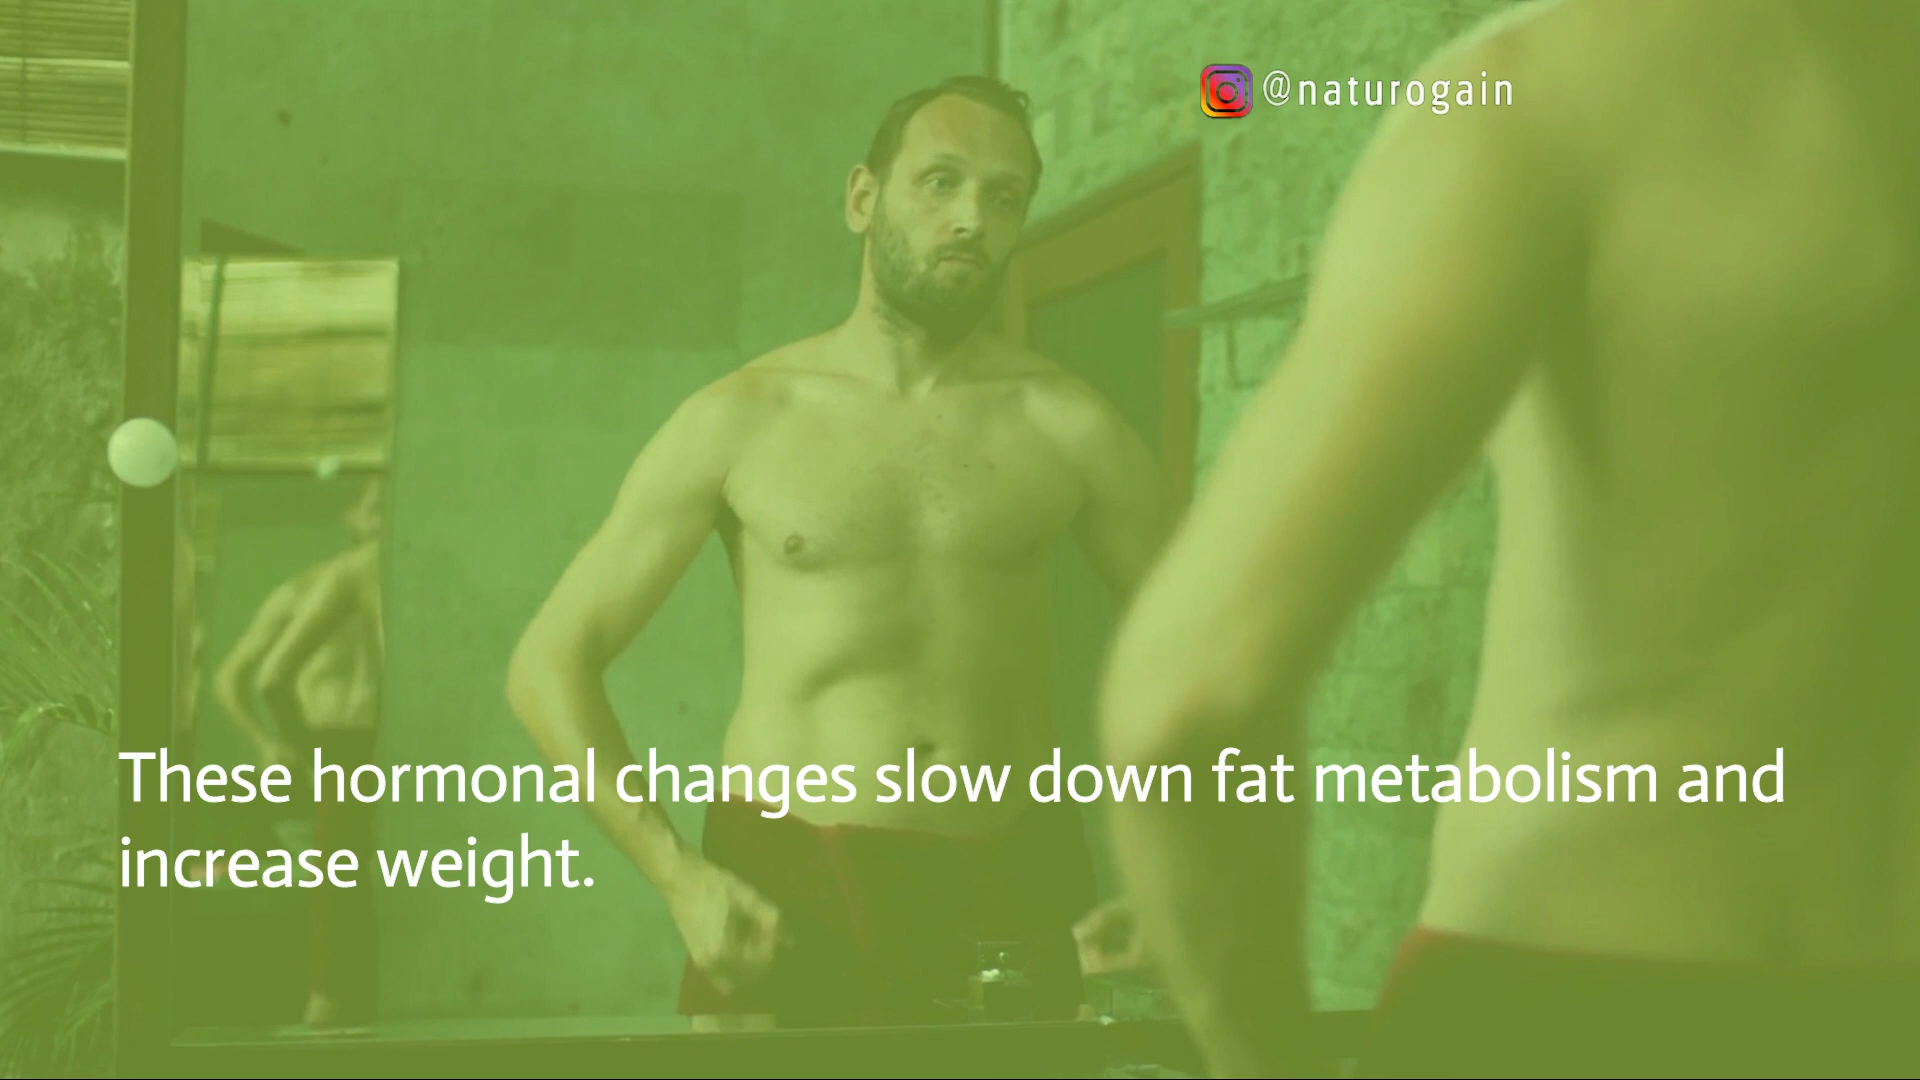 @naturogain
These hormonal changes slow down fat metabolism and
increase weight.